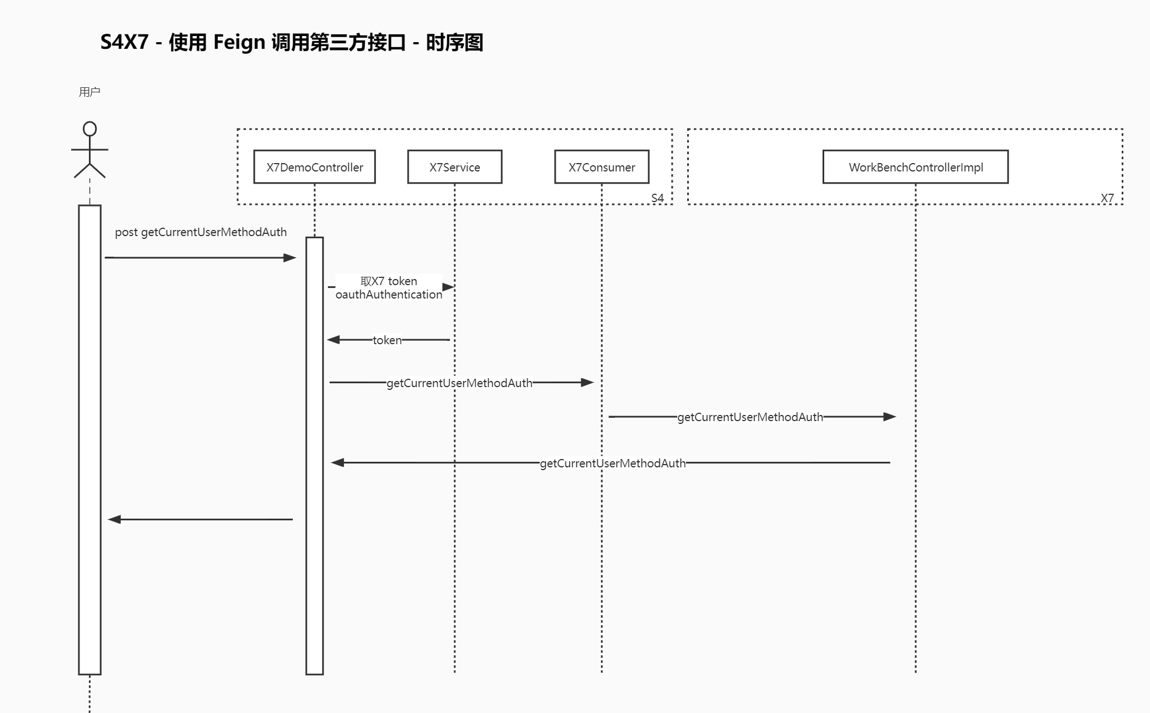 S4X7 - 使用 Feign 调用第三方接口 - 时序图
用户
X7DemoController
X7Service
X7Consumer
WorkBenchControllerImpl
S4
X7
post getCurrentUserMethodAuth
取X7 token
oauthAuthentication
token
getCurrentUserMethodAuth
getCurrentUserMethodAuth
getCurrentUserMethodAuth